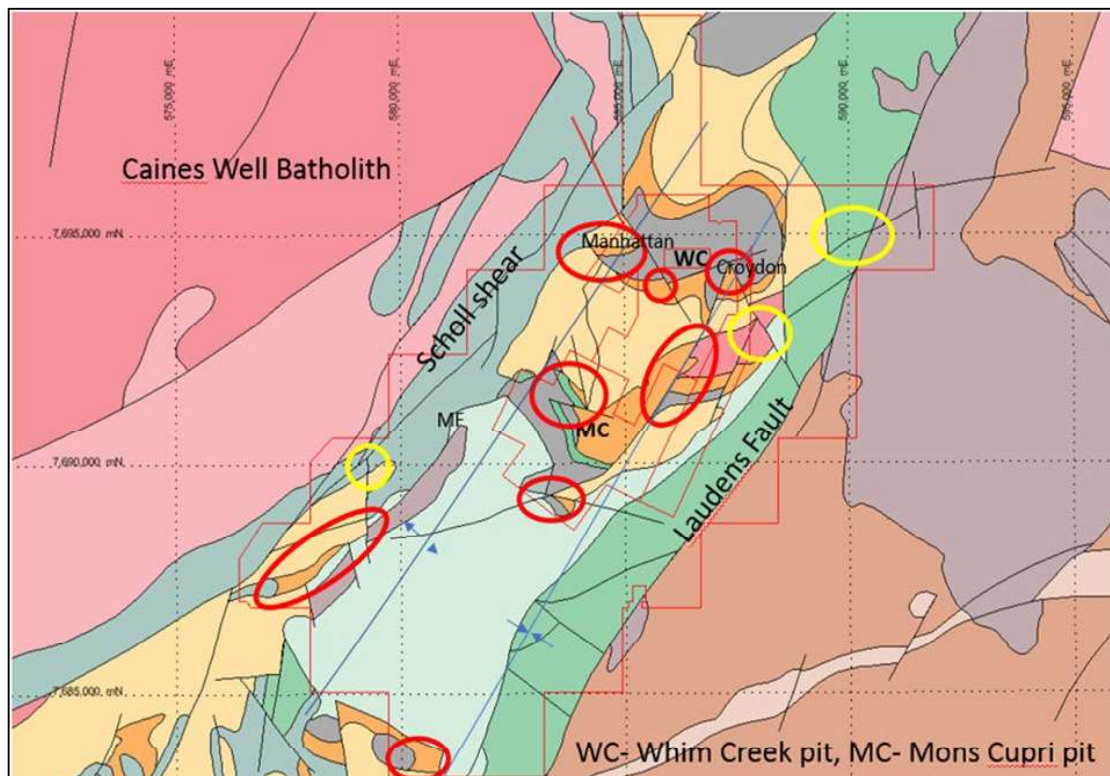 575,000 mE
580,000 mE
585,000 mE
590,000 mE
595,000 mE
Caines Well Batholith
7,695,000 mN
Manhattan
WC
Croydon
Scholl shear
ME
MC
Laudens Fault
7,690,000 mN
7,685,000 mN
WC- Whim Creek pit, MC- Mons Cupri pit